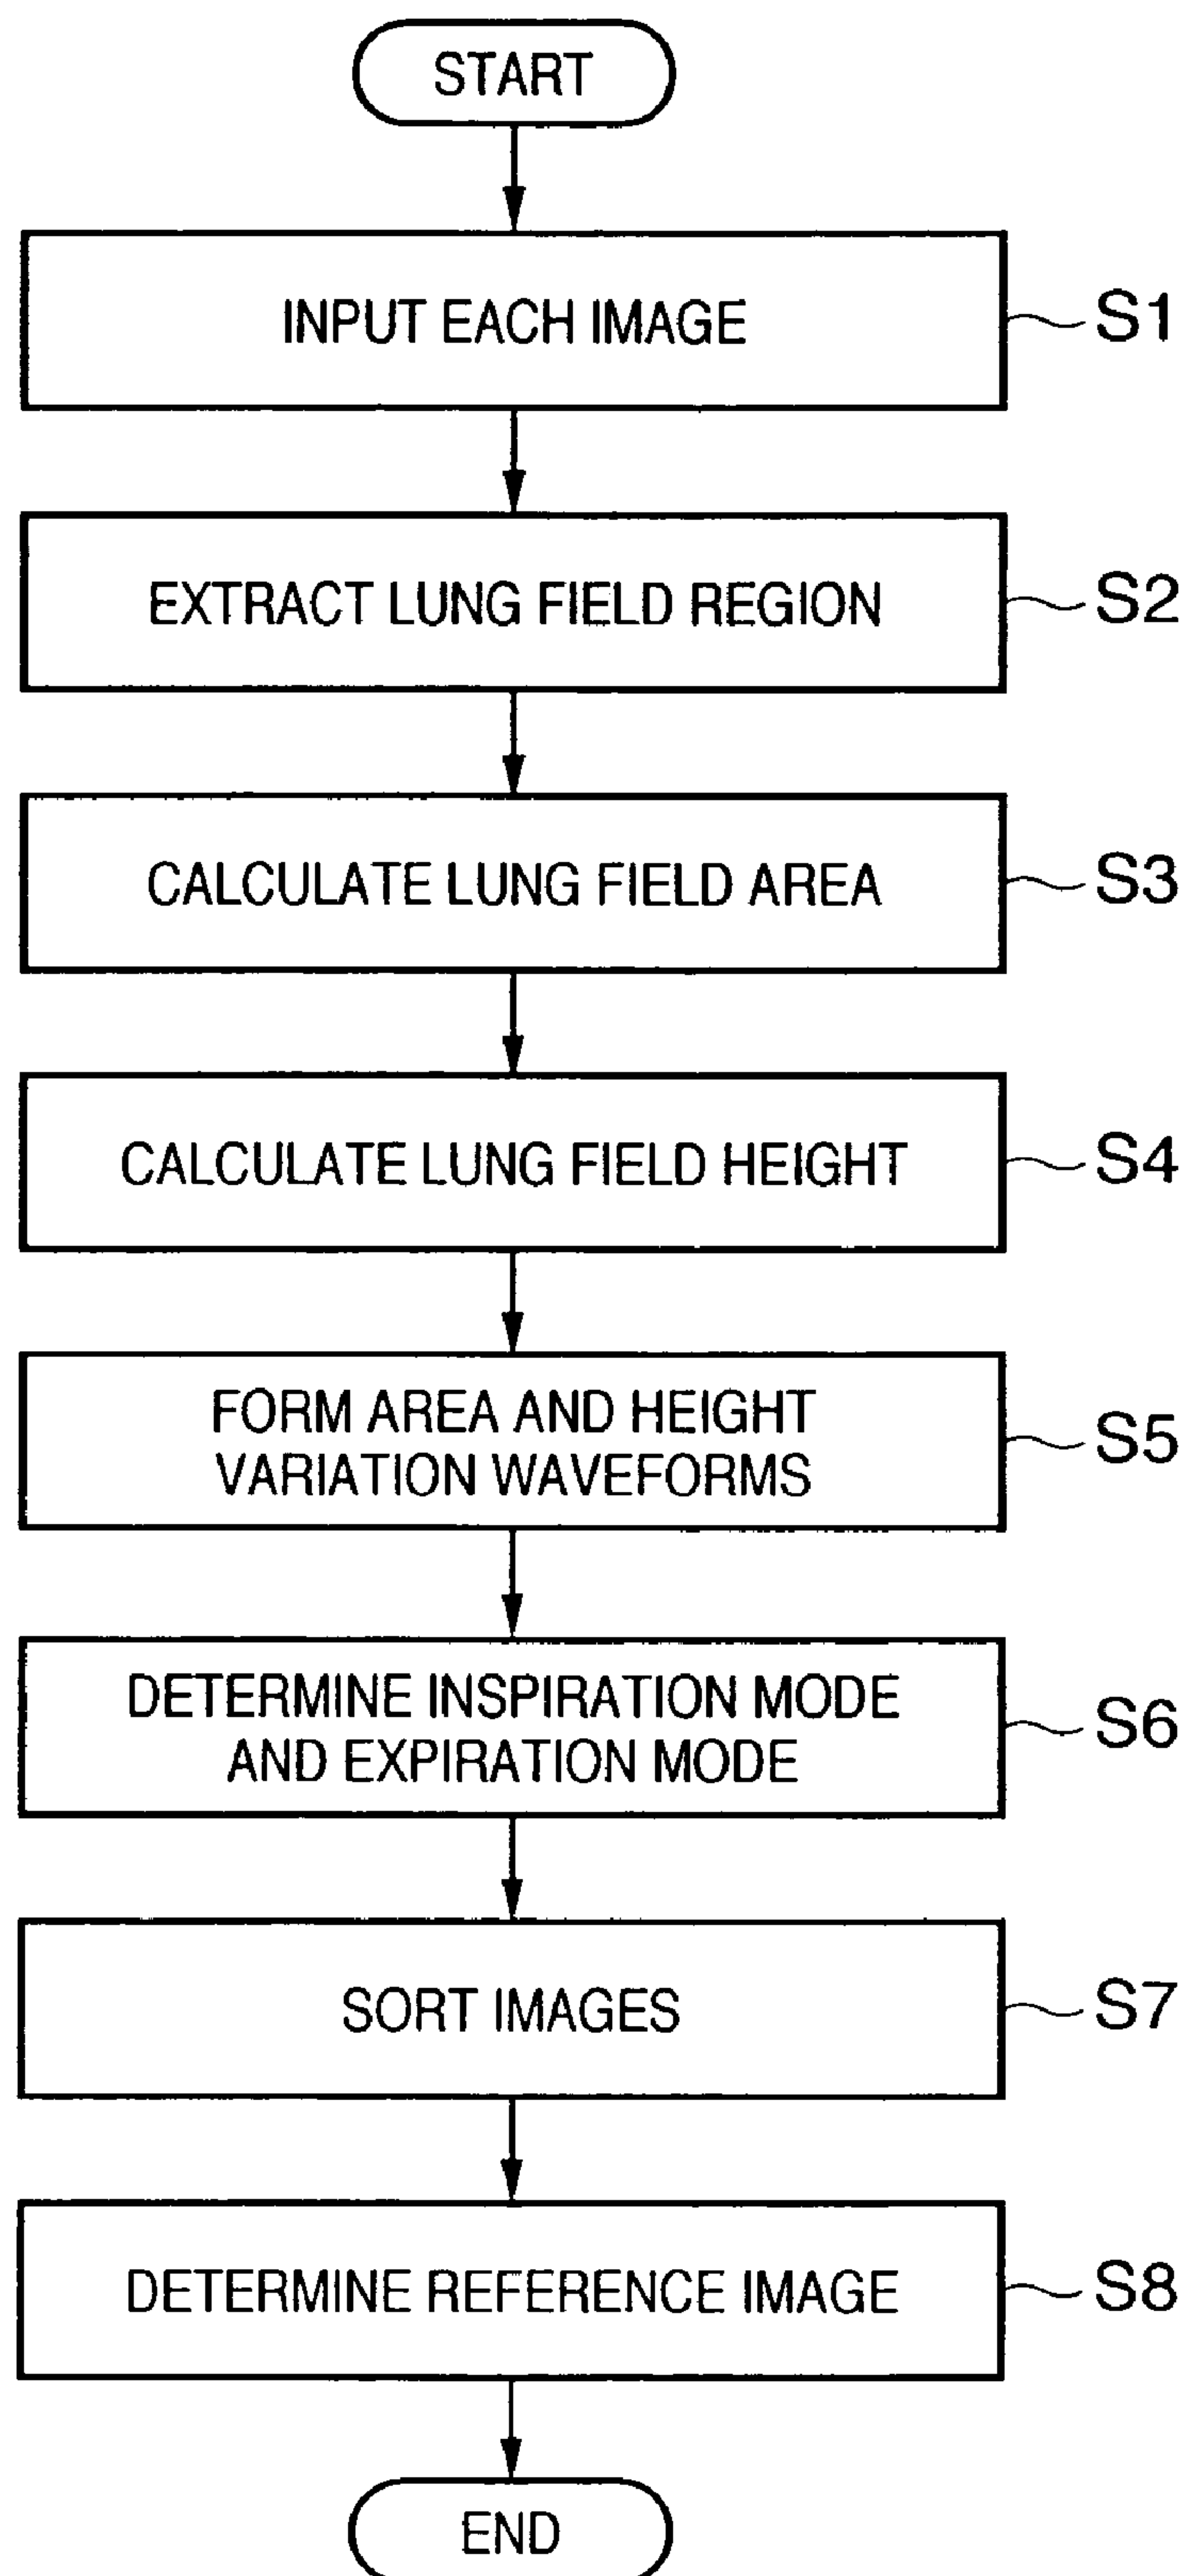 START
INPUT EACH IMAGE
S1
EXTRACT LUNG FIELD REGION
S2
CALCULATE LUNG FIELD AREA
S3
CALCULATE LUNG FIELD HEIGHT
S4
FORM AREA AND HEIGHT
VARIATION WAVEFORMS
S5
DETERMINE INSPIRATION MODE
AND EXPIRATION MODE
S6
SORT IMAGES
S7
DETERMINE REFERENCE IMAGE
S8
END